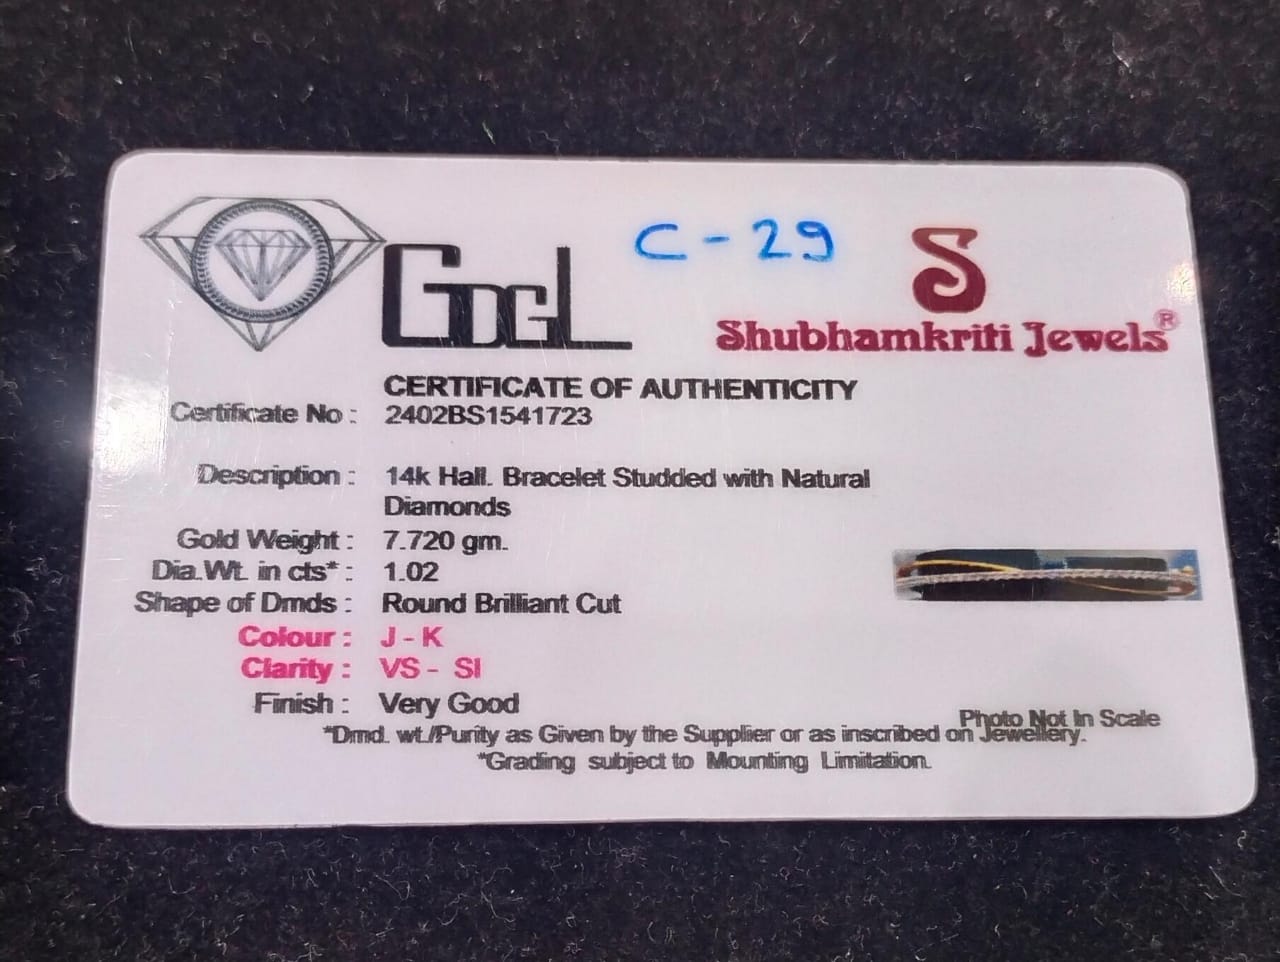 GDGL
C - 29
S
Shubhamkriti Jewels®
CERTIFICATE OF AUTHENTICITY
Certificate No : 2402BS1541723
Description : 14k Hall. Bracelet Studded with Natural
Diamonds
Gold Weight : 7.720 gm.
Dia.Wt. in cts* : 1.02
Shape of Dmds : Round Brilliant Cut
Colour : J - K
Clarity : VS - SI
Finish : Very Good
Photo Not In Scale
*Dmd. wt./Purity as Given by the Supplier or as inscribed on Jewellery.
*Grading subject to Mounting Limitation.